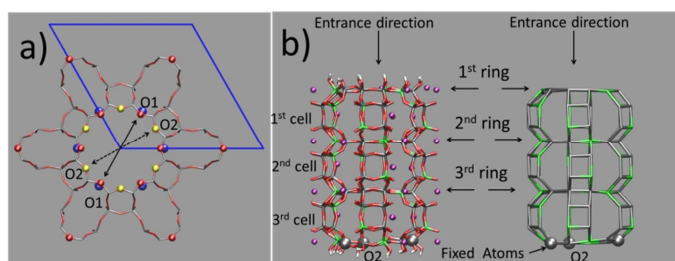 a)
O1
O2
O2
O1
b)
Entrance direction
Entrance direction
1st ring
1st cell
2nd ring
2nd cell
3rd ring
3rd cell
Fixed Atoms
O2
O2